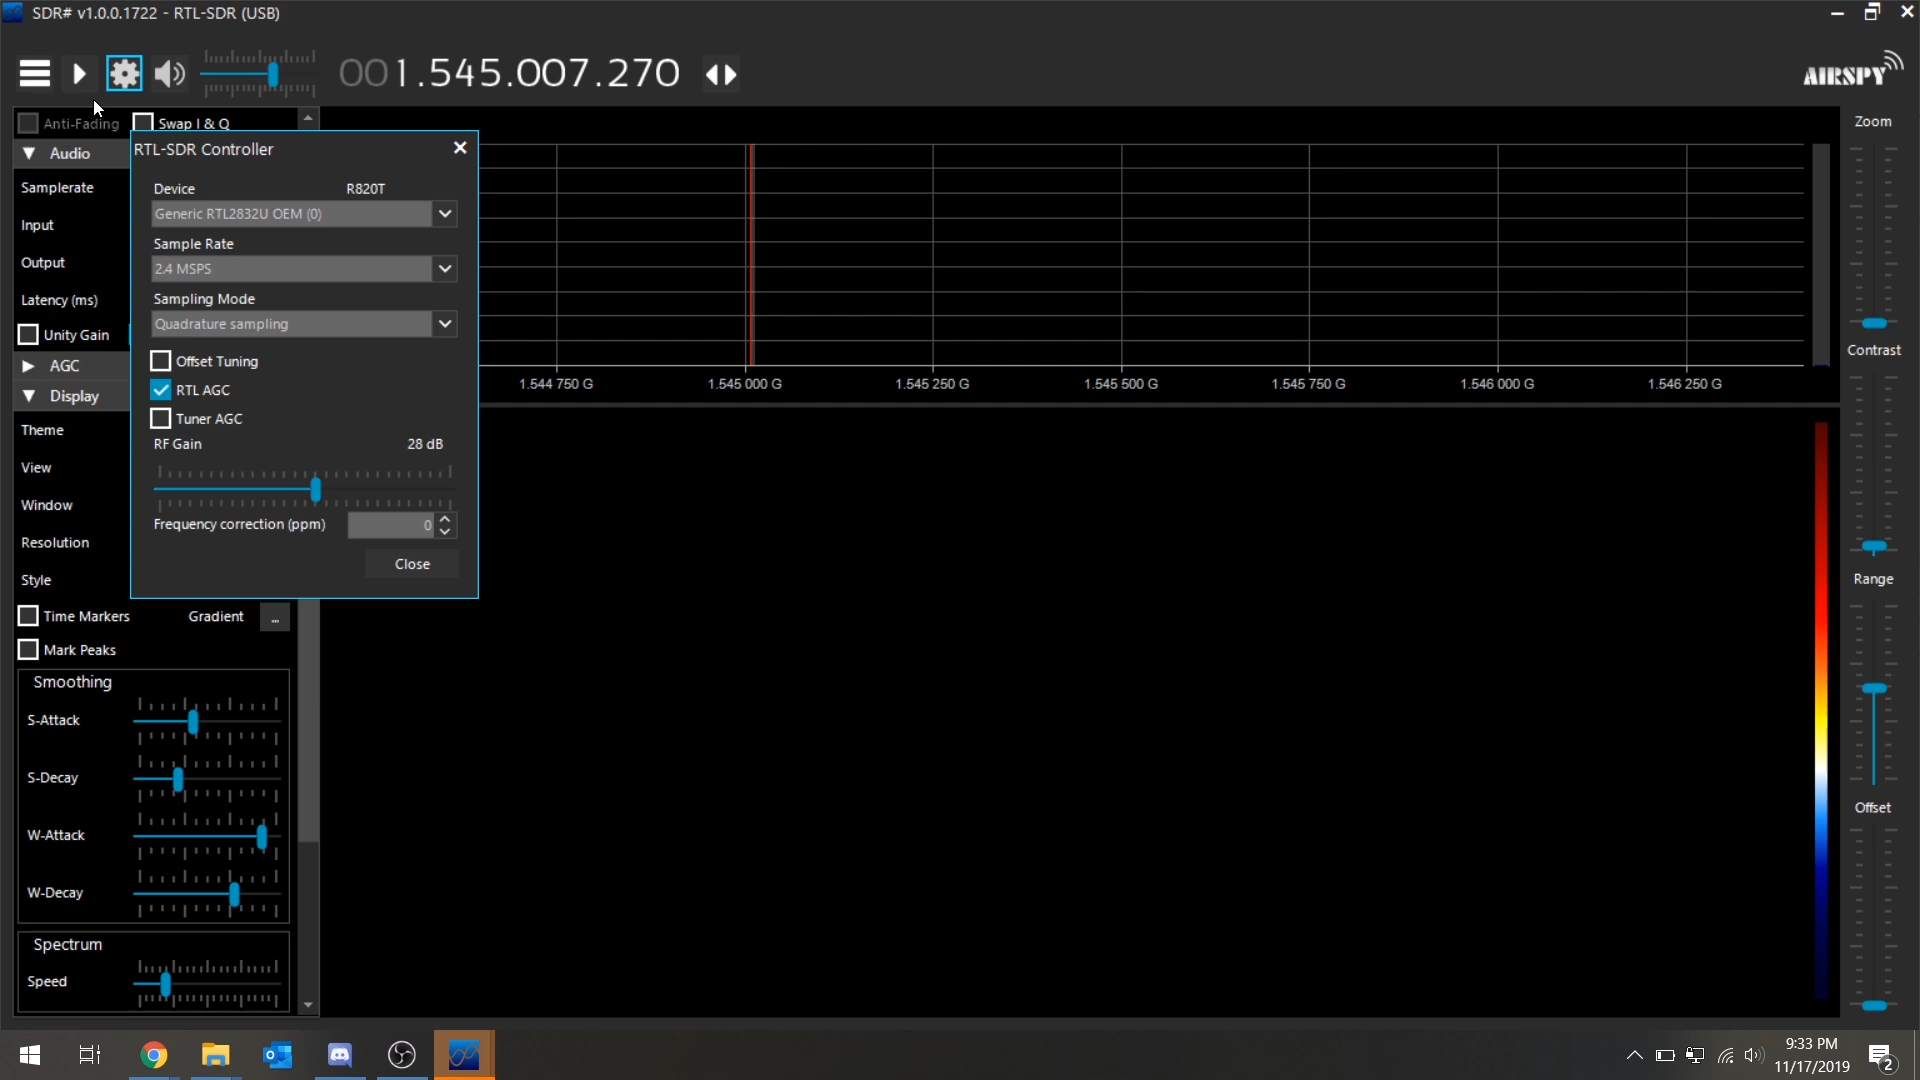 SDR# v1.0.0.1722 - RTL-SDR (USB)
001.545.007.270
AIRSPY
Anti-Fading
Swap I & Q
Audio
Samplerate
Input
Output
Latency (ms)
Unity Gain
AGC
Display
Theme
View
Window
Resolution
Style
Time Markers
Gradient
...
Mark Peaks
Smoothing
S-Attack
S-Decay
W-Attack
W-Decay
Spectrum
Speed
RTL-SDR Controller
Device
R820T
Generic RTL2832U OEM (0)
Sample Rate
2.4 MSPS
Sampling Mode
Quadrature sampling
Offset Tuning
RTL AGC
Tuner AGC
RF Gain
28 dB
Frequency correction (ppm)
0
Close
1.544 750 G
1.545 000 G
1.545 250 G
1.545 500 G
1.545 750 G
1.546 000 G
1.546 250 G
Zoom
Contrast
Range
Offset
9:33 PM
11/17/2019
2